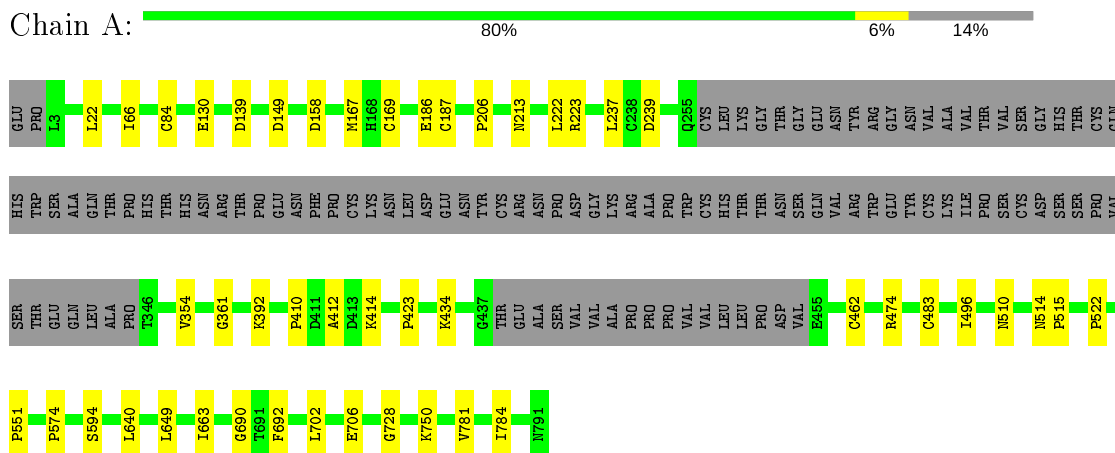 Chain A:
80% 6% 14%
GLU PRO L3 L22 I66 C84 E130 D139 D149 D158 M167 H168 C169 E186 C187 P206 N213 L222 R223 L237 C238 D239 Q255 CYS LEU LYS GLY THR GLY GLU ASN TYR ARG GLY ASN VAL ALA VAL THR VAL SER GLY HIS THR CYS GLN
HIS TRP SER ALA GLN THR PRO HIS THR HIS ASN ARG THR PRO GLU ASN PHE PRO CYS LYS ASN LEU ASP GLU ASN TYR CYS ARG ASN PRO ASP GLY LYS ARG ALA PRO TRP CYS HIS THR THR ASN SER GLN VAL ARG TRP GLU TYR CYS LYS ILE PRO SER CYS ASP SER SER PRO VAL
SER THR GLU GLN LEU ALA PRO T346 V354 G361 K392 P410 D411 A412 D413 K414 P423 K434 G437 THR GLU ALA SER VAL VAL ALA PRO PRO PRO VAL VAL LEU LEU PRO ASP VAL E455 C462 R474 C483 I496 N510 N514 P515 P522
P551 P574 S594 L640 L649 I663 G690 T691 F692 L702 E706 G728 K750 V781 I784 N791